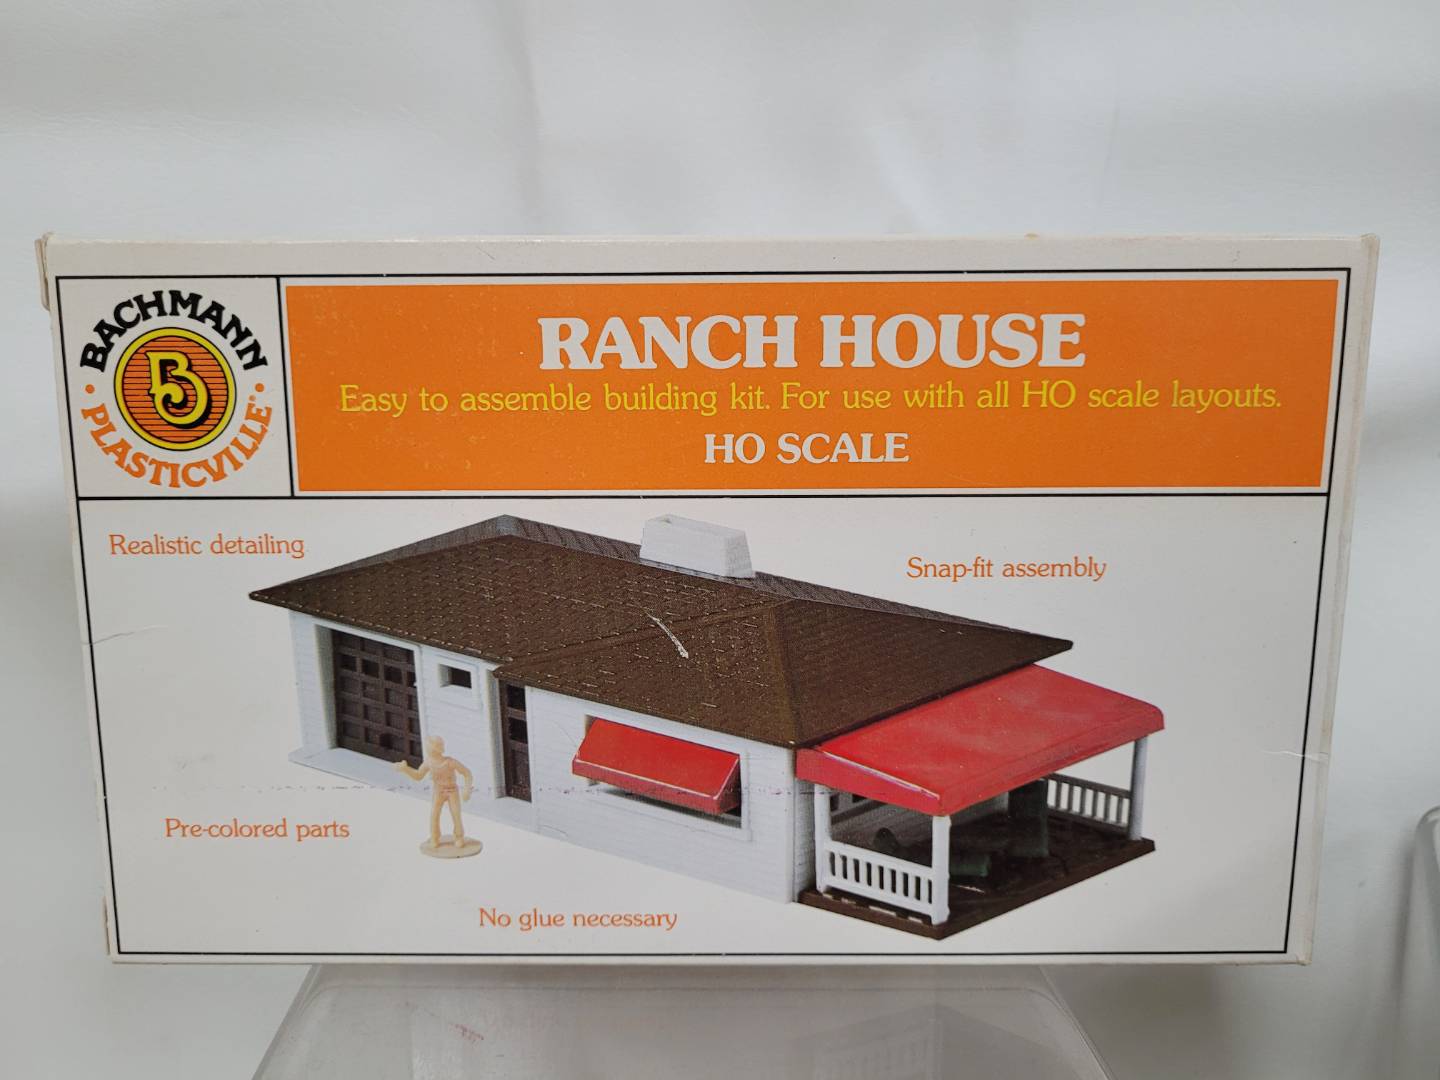 BACHMANN
B
• PLASTICVILLE® •
RANCH HOUSE
Easy to assemble building kit. For use with all HO scale layouts.
HO SCALE
Realistic detailing
Snap-fit assembly
Pre-colored parts
No glue necessary